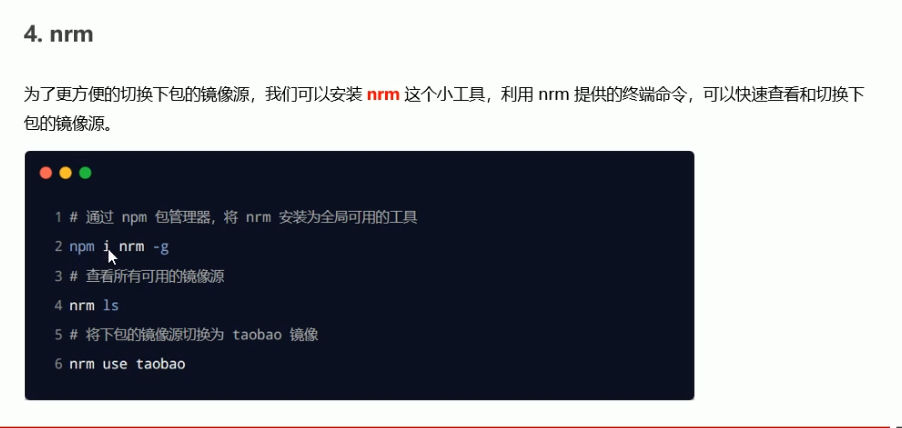 4. nrm
为了更方便的切换下包的镜像源，我们可以安装 nrm 这个小工具，利用 nrm 提供的终端命令，可以快速查看和切换下
包的镜像源。
1 # 通过 npm 包管理器，将 nrm 安装为全局可用的工具
2 npm i nrm -g
3 # 查看所有可用的镜像源
4 nrm ls
5 # 将下包的镜像源切换为 taobao 镜像
6 nrm use taobao